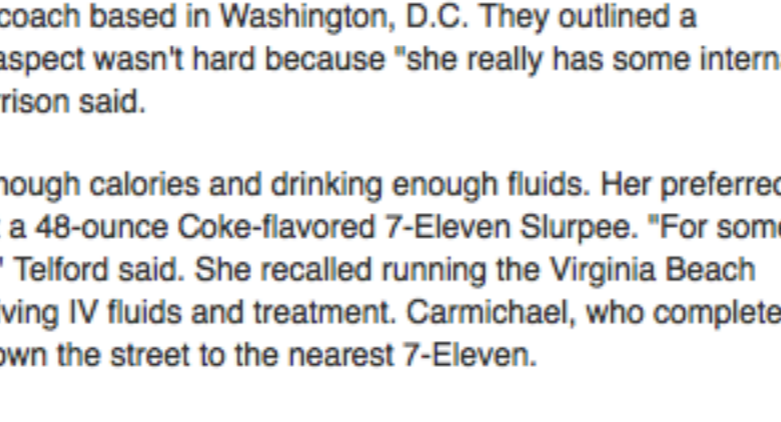 coach based in Washington, D.C. They outlined a
aspect wasn't hard because "she really has some intern
rison said.
nough calories and drinking enough fluids. Her preferred
a 48-ounce Coke-flavored 7-Eleven Slurpee. "For some
" Telford said. She recalled running the Virginia Beach
ving IV fluids and treatment. Carmichael, who complete
own the street to the nearest 7-Eleven.